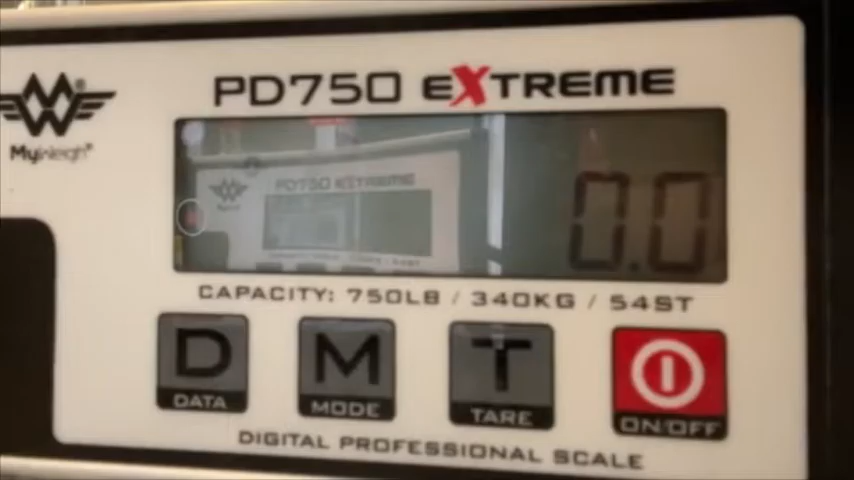 PD750 EXTREME
MyWeigh®
PD750 EXTREME
0.0
CAPACITY: 750LB / 340KG / 54ST
D M T
DATA MODE TARE ON/OFF
DIGITAL PROFESSIONAL SCALE